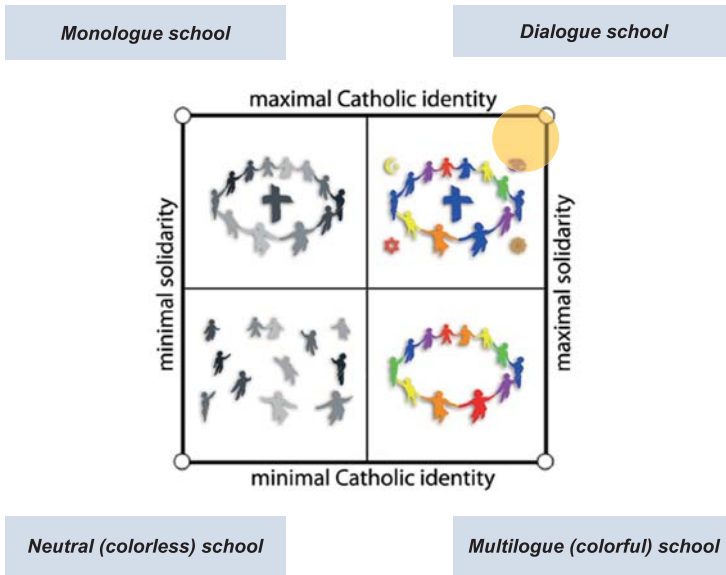 Monologue school
Dialogue school
maximal Catholic identity
minimal solidarity
maximal solidarity
minimal Catholic identity
Neutral (colorless) school
Multilogue (colorful) school